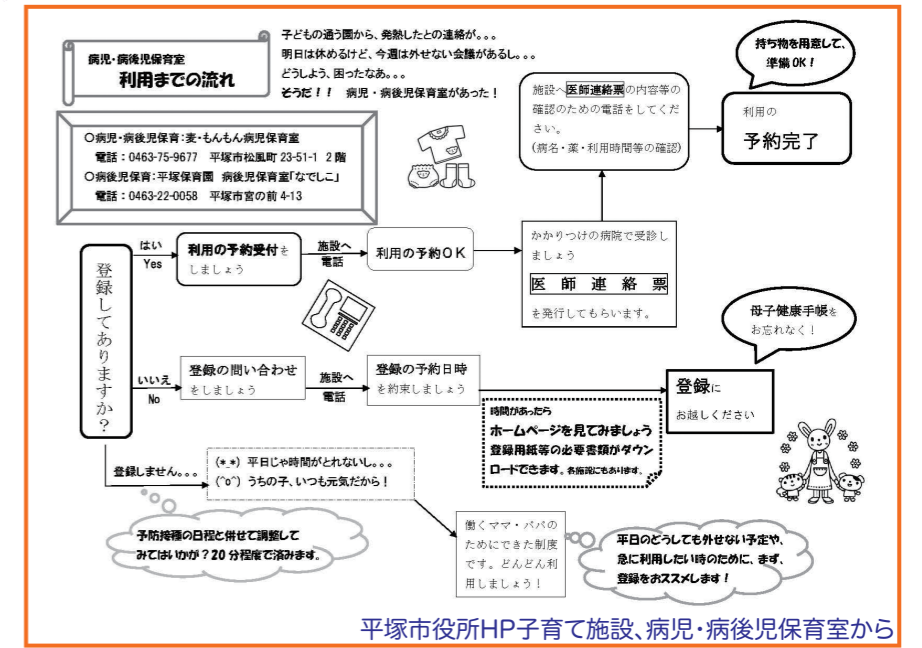 病児・病後児保育室
利用までの流れ
子どもの通う園から、発熱したとの連絡が。。。
明日は休めるけど、今週は外せない会議があるし。。。
どうしよう、困ったなあ。。。
そうだ！！　病児・病後児保育室があった！
持ち物を用意して、
準備OK！
施設へ医師連絡票の内容等の
確認のための電話をしてくだ
さい。
(病名・薬・利用時間等の確認)
利用の
予約完了
○病児・病後児保育：麦・もんもん病児保育室
電話：0463-75-9677　平塚市松風町 23-51-1　2 階
○病後児保育：平塚保育園　病後児保育室「なでしこ」
電話：0463-22-0058　平塚市宮の前 4-13
登録してありますか？
はい
Yes
利用の予約受付を
しましょう
施設へ
電話
利用の予約OK
かかりつけの病院で受診し
ましょう
医 師 連 絡 票
を発行してもらいます。
母子健康手帳を
お忘れなく！
いいえ
No
登録の問い合わせ
をしましょう
施設へ
電話
登録の予約日時
を約束しましょう
登録に
お越しください
時間があったら
ホームページを見てみましょう
登録用紙等の必要書類がダウン
ロードできます。各施設にもあります。
登録しません。。。
(*_*) 平日じゃ時間がとれないし。。。
(^o^) うちの子、いつも元気だから！
予防接種の日程と併せて調整して
みてはいかが？20 分程度で済みます。
働くママ・パパの
ためにできた制度
です。どんどん利
用しましょう！
平日のどうしても外せない予定や、
急に利用したい時のために、まず、
登録をおススメします！
平塚市役所HP子育て施設、病児・病後児保育室から